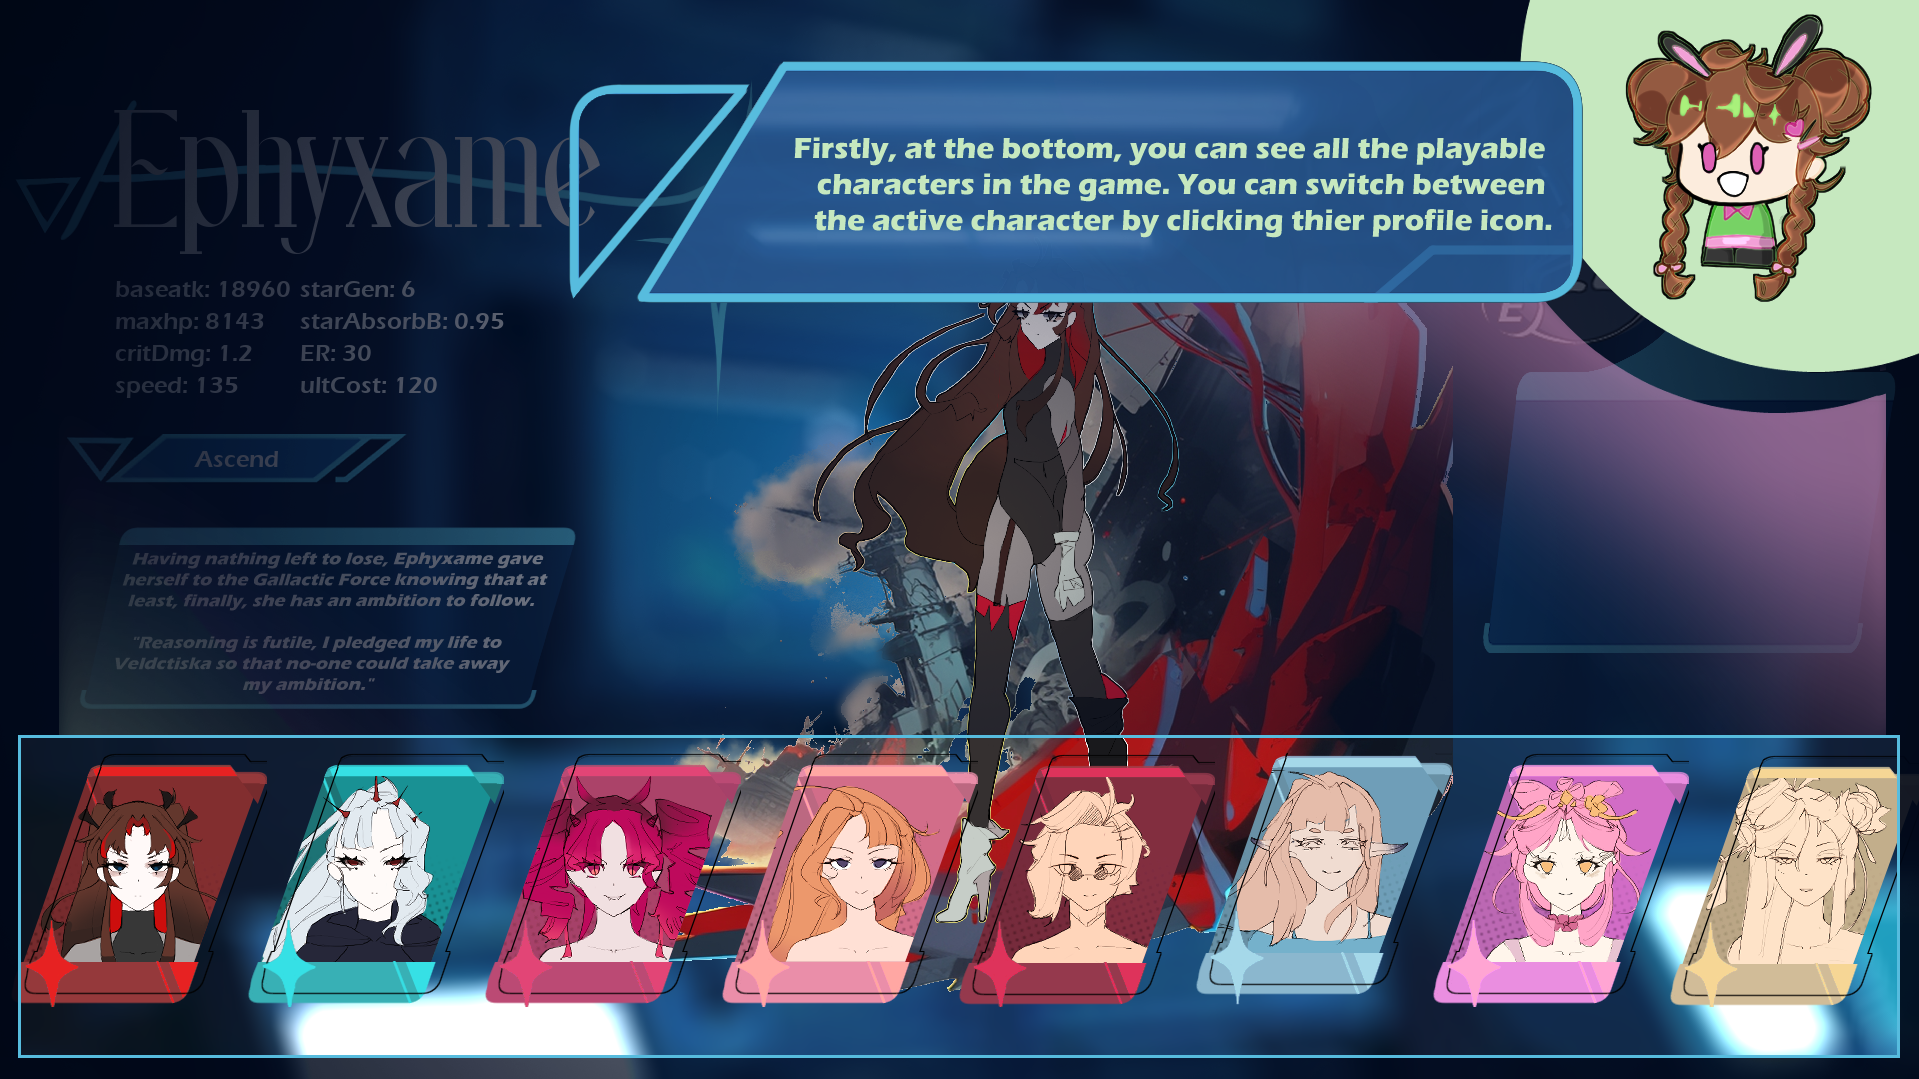 Firstly, at the bottom, you can see all the playable
characters in the game. You can switch between
the active character by clicking thier profile icon.
Ephyxame
baseatk: 18960 starGen: 6
maxhp: 8143 starAbsorbB: 0.95
critDmg: 1.2 ER: 30
speed: 135 ultCost: 120
E
Ascend
Having nathing left to lose, Ephyxame gave
herself to the Gallactic Force knowing that at
least, finally, she has an ambition to follow.
"Reasoning is futile, I pledged my life to
Veldctiska so that no-one could take away
my ambition."